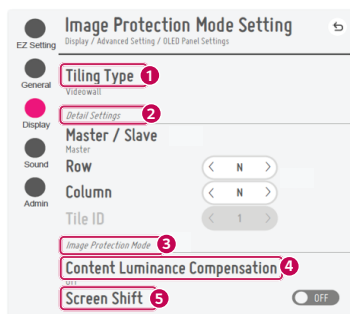 Image Protection Mode Setting
Display / Advanced Setting / OLED Panel Settings
EZ Setting
General
Display
Sound
Admin
Tiling Type 1
Videowall
Detail Settings 2
Master / Slave
Master
Row < N >
Column < N >
Tile ID < 1 >
Image Protection Mode 3
Content Luminance Compensation 4
Off
Screen Shift 5 OFF